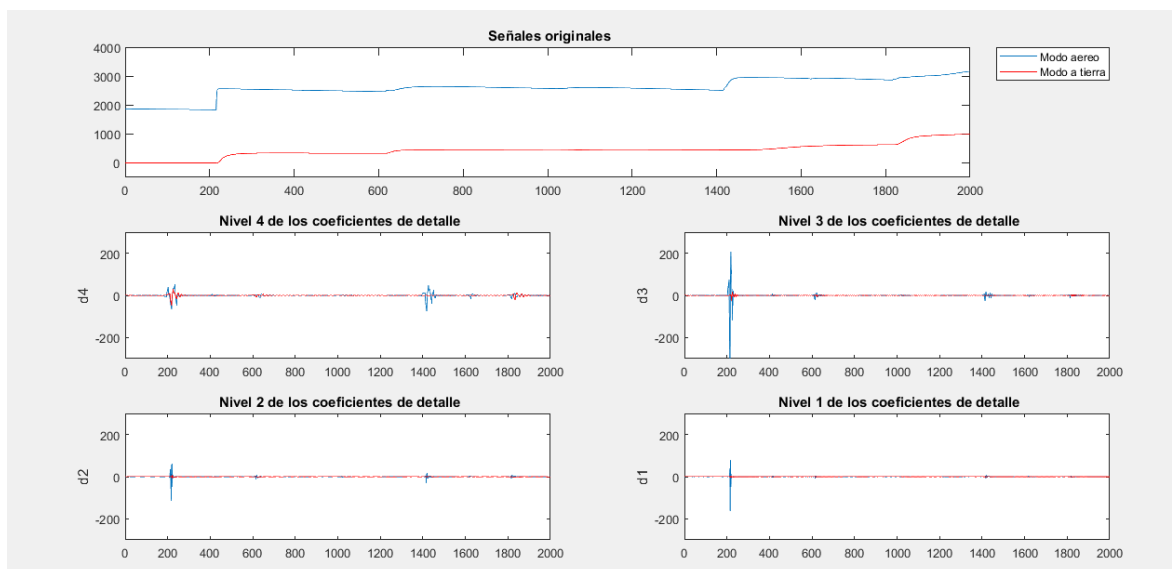 Señales originales
4000
3000
2000
1000
0
0 200 400 600 800 1000 1200 1400 1600 1800 2000
Modo aereo
Modo a tierra
Nivel 4 de los coeficientes de detalle
d4
200
0
-200
0 200 400 600 800 1000 1200 1400 1600 1800 2000
Nivel 3 de los coeficientes de detalle
d3
200
0
-200
0 200 400 600 800 1000 1200 1400 1600 1800 2000
Nivel 2 de los coeficientes de detalle
d2
200
0
-200
0 200 400 600 800 1000 1200 1400 1600 1800 2000
Nivel 1 de los coeficientes de detalle
d1
200
0
-200
0 200 400 600 800 1000 1200 1400 1600 1800 2000